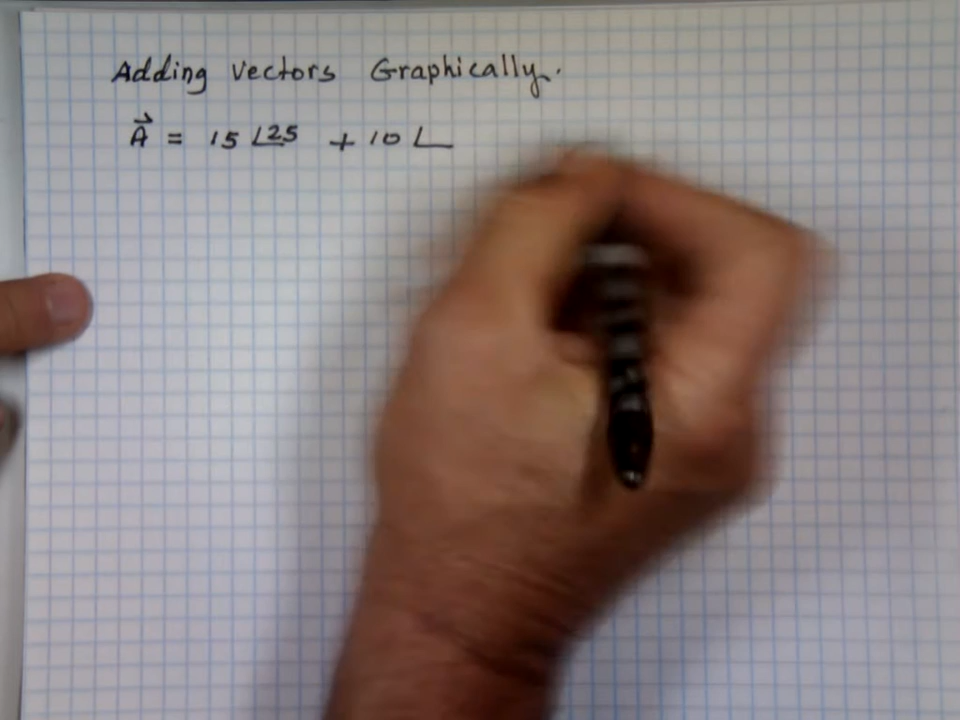 Adding Vectors Graphically.
A⃗ = 15 ∠25 + 10 ∠